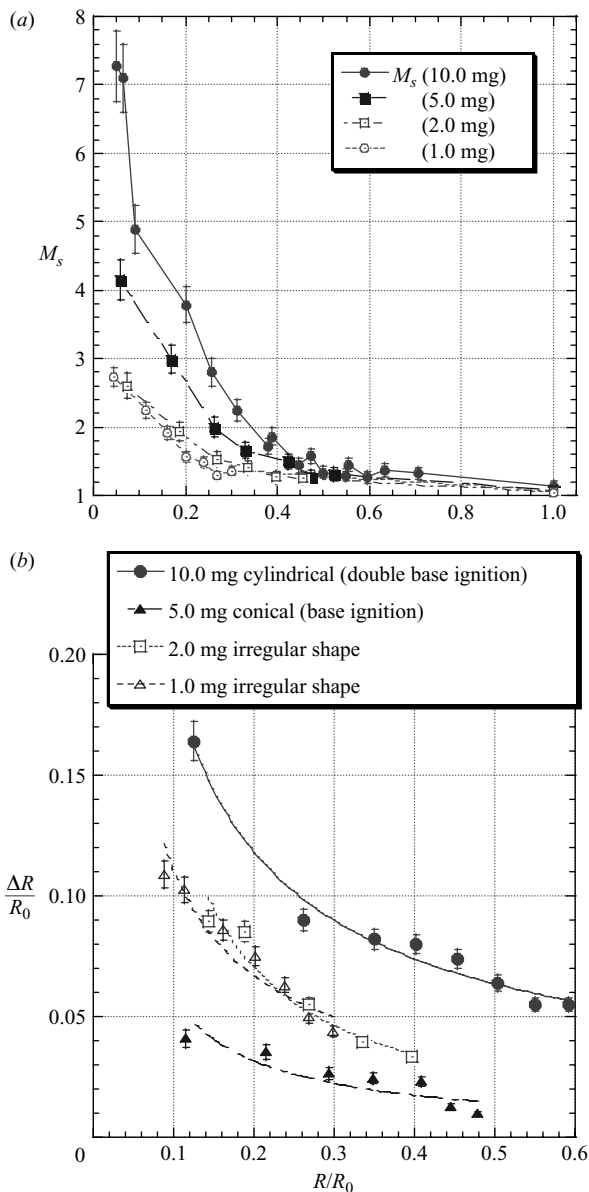 (a)
8
7
6
5
4
3
2
1
M_s
M_s (10.0 mg)
(5.0 mg)
(2.0 mg)
(1.0 mg)
0 0.2 0.4 0.6 0.8 1.0
(b)
10.0 mg cylindrical (double base ignition)
5.0 mg conical (base ignition)
2.0 mg irregular shape
1.0 mg irregular shape
0.20
0.15
0.10
0.05
0
ΔR
R_0
0.1 0.2 0.3 0.4 0.5 0.6
R/R_0